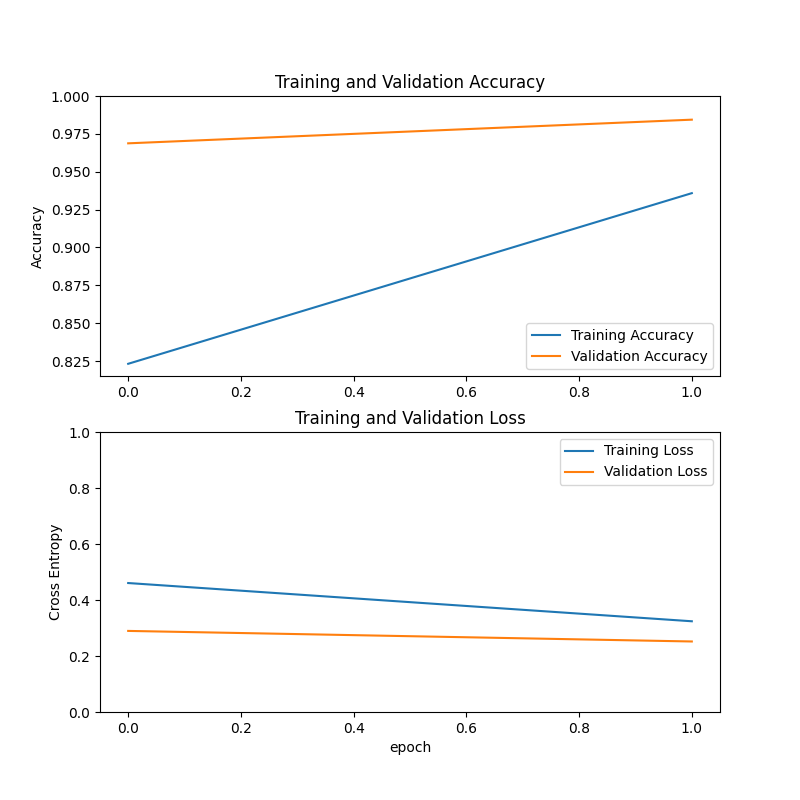 Training and Validation Accuracy
1.000
0.975
0.950
0.925
0.900
0.875
0.850
0.825
Accuracy
Training Accuracy
Validation Accuracy
0.0 0.2 0.4 0.6 0.8 1.0
Training and Validation Loss
1.0
0.8
0.6
0.4
0.2
0.0
Cross Entropy
Training Loss
Validation Loss
0.0 0.2 0.4 0.6 0.8 1.0
epoch